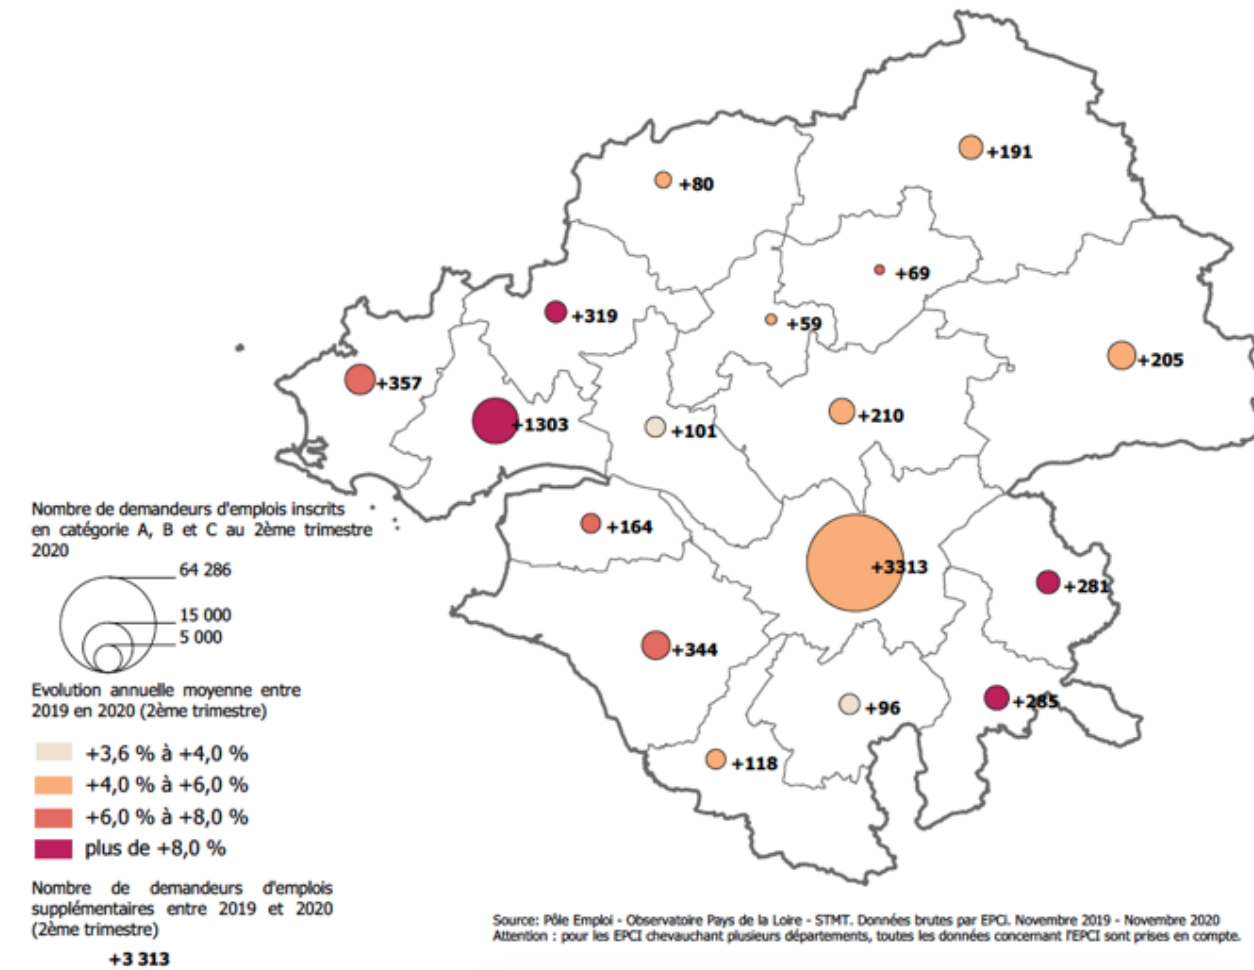 +191
+80
+69
+319
+59
+205
+357
+210
+1303
+101
+164
+3313
+281
+344
+96
+285
+118
Nombre de demandeurs d'emplois inscrits
en catégorie A, B et C au 2ème trimestre
2020
64 286
15 000
5 000
Evolution annuelle moyenne entre
2019 en 2020 (2ème trimestre)
+3,6 % à +4,0 %
+4,0 % à +6,0 %
+6,0 % à +8,0 %
plus de +8,0 %
Nombre de demandeurs d'emplois
supplémentaires entre 2019 et 2020
(2ème trimestre)
+3 313
Source: Pôle Emploi - Observatoire Pays de la Loire - STMT. Données brutes par EPCI. Novembre 2019 - Novembre 2020
Attention : pour les EPCI chevauchant plusieurs départements, toutes les données concernant l'EPCI sont prises en compte.